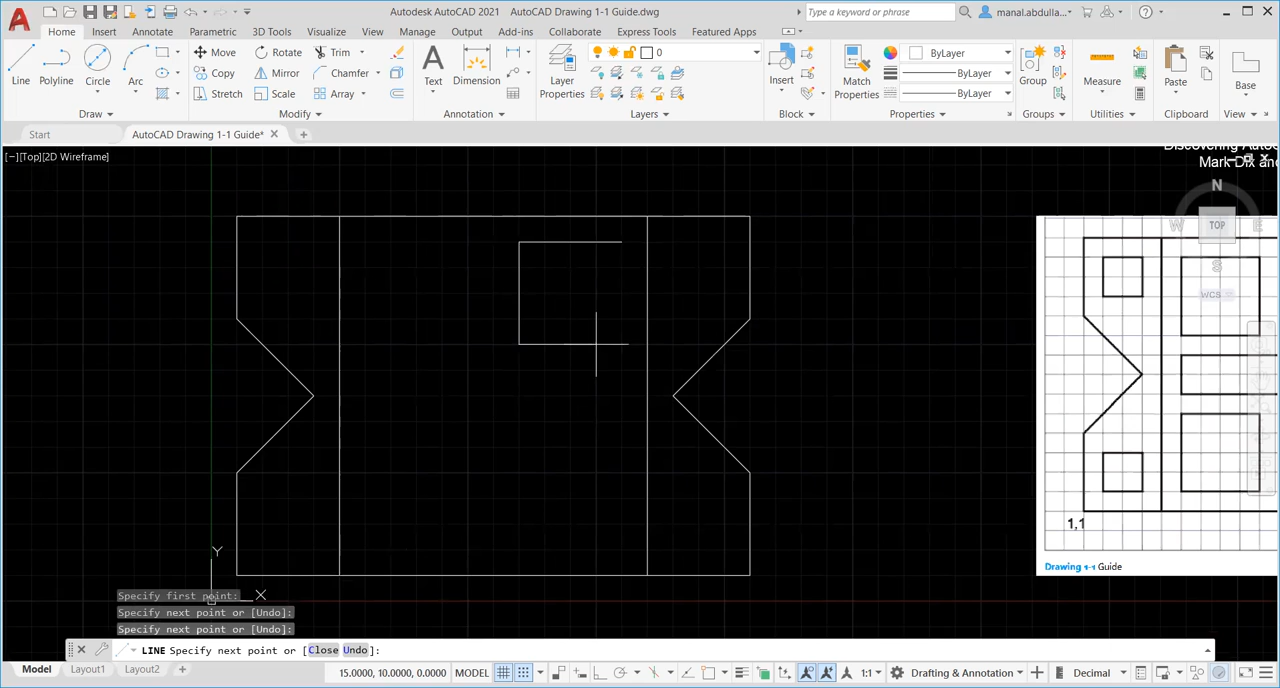 Autodesk AutoCAD 2021 AutoCAD Drawing 1-1 Guide.dwg
Type a keyword or phrase
manal.abdulla...
Home Insert Annotate Parametric 3D Tools Visualize View Manage Output Add-ins Collaborate Express Tools Featured Apps
Line Polyline Circle Arc
Move Rotate Trim
Copy Mirror Chamfer
Stretch Scale Array
Text Dimension
Layer Properties
0
Insert
Match Properties
ByLayer
ByLayer
ByLayer
Group
Measure
Paste
Base
Draw Modify Annotation Layers Block Properties Groups Utilities Clipboard View
Start AutoCAD Drawing 1-1 Guide*
[−][Top][2D Wireframe]
Mark Dix and
N
W TOP E
S
WCS
1,1
Drawing 1-1 Guide
Y
X
Specify first point:
Specify next point or [Undo]:
Specify next point or [Undo]:
LINE Specify next point or [Close Undo]:
Model Layout1 Layout2
15.0000, 10.0000, 0.0000 MODEL 1:1 Drafting & Annotation Decimal